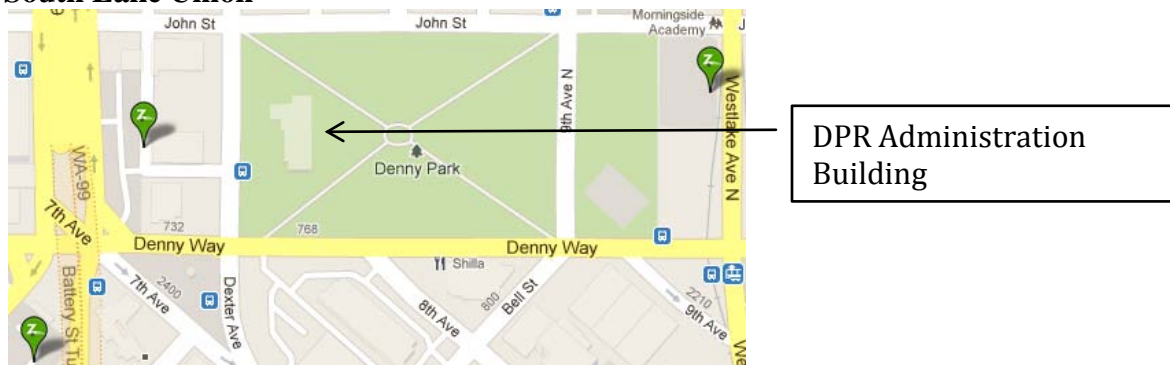 South Lake Union
John St
John St
Morningside
Academy
J
Z
Z
9th Ave N
Westlake Ave N
DPR Administration
Building
WA-99
Denny Park
7th Ave
732
768
Denny Way
Denny Way
Shilla
Battery St Tu
7th Ave
2400
Dexter Ave
8th Ave
800
Bell St
2210
9th Ave
We
Z